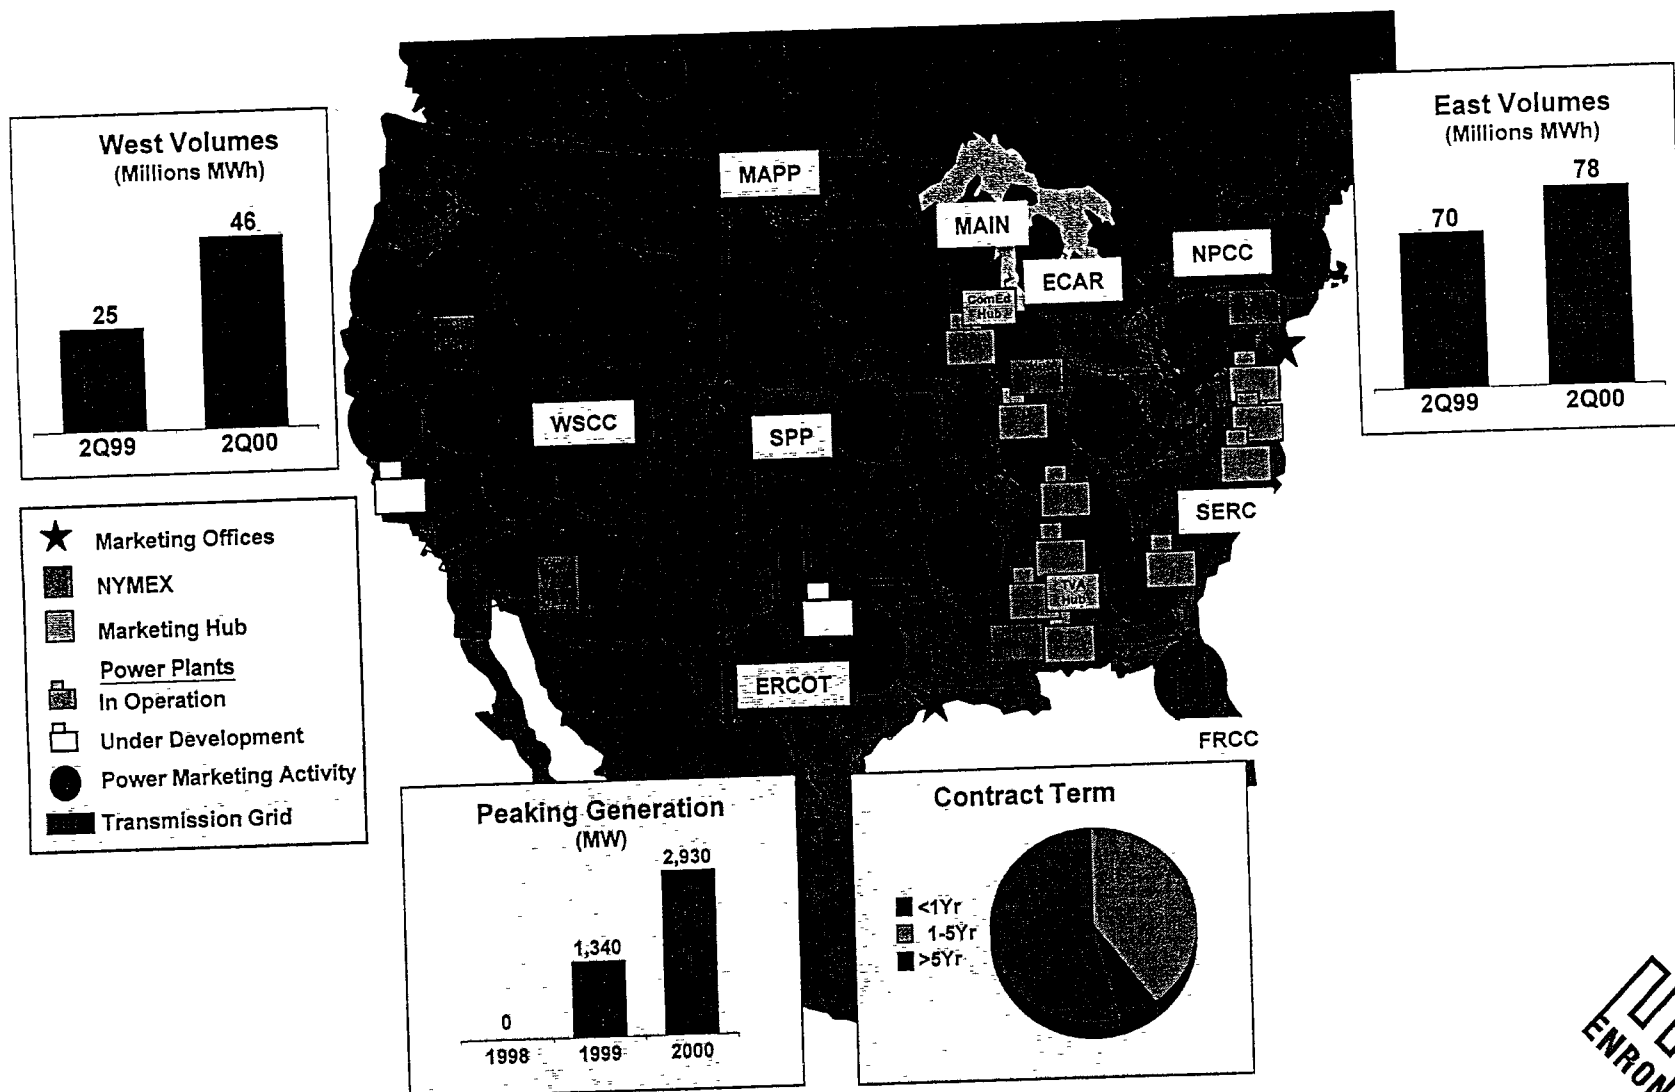 West Volumes
(Millions MWh)
25
46
2Q99
2Q00
East Volumes
(Millions MWh)
70
78
2Q99
2Q00
MAPP
MAIN
NPCC
ECAR
ComEd
Hub
WSCC
SPP
SERC
TVA
Hub
ERCOT
FRCC
Marketing Offices
NYMEX
Marketing Hub
Power Plants
In Operation
Under Development
Power Marketing Activity
Transmission Grid
Peaking Generation
(MW)
0
1,340
2,930
1998
1999
2000
Contract Term
<1Yr
1-5Yr
>5Yr
ENRON